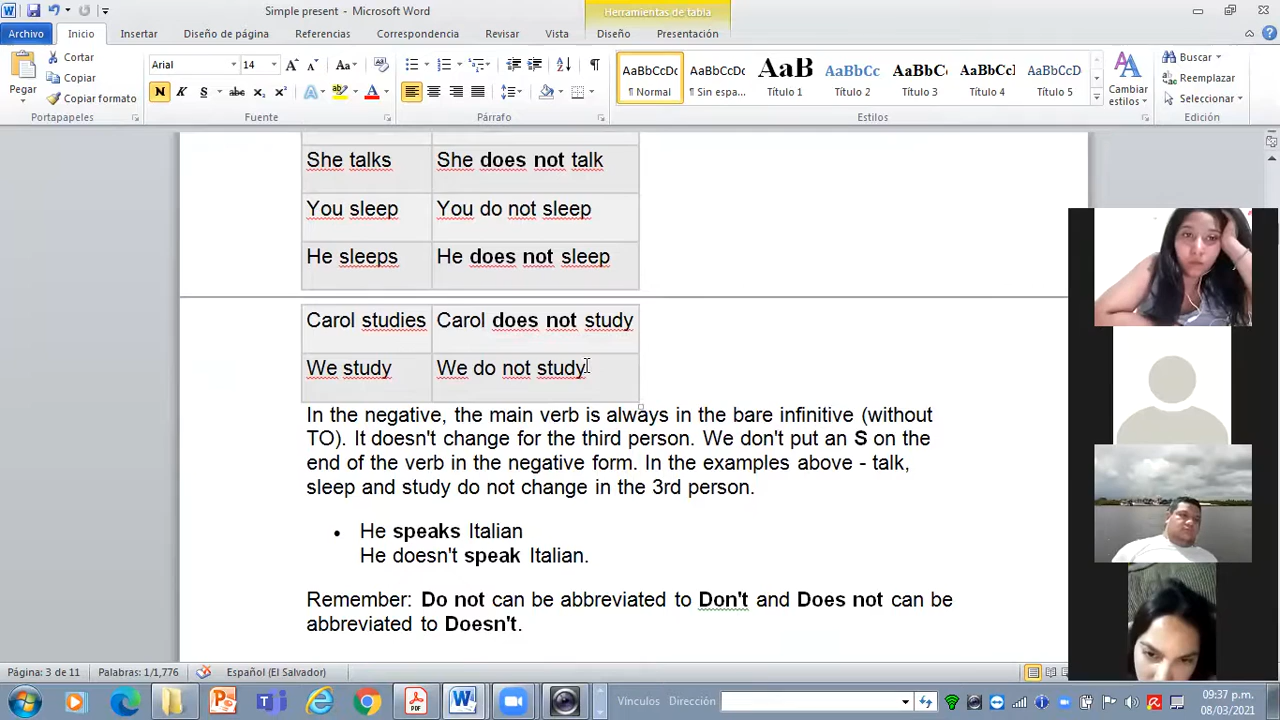 Simple present - Microsoft Word
Herramientas de tabla
Archivo Inicio Insertar Diseño de página Referencias Correspondencia Revisar Vista Diseño Presentación
Pegar
Cortar
Copiar
Copiar formato
Portapapeles
Arial 14
Fuente
Párrafo
AaBbCcDc AaBbCcDc AaB AaBbCc AaBbC AaBbCcI AaBbCcD
¶ Normal ¶ Sin espa... Título 1 Título 2 Título 3 Título 4 Título 5
Cambiar estilos
Estilos
Buscar
Reemplazar
Seleccionar
Edición
She talks She does not talk
You sleep You do not sleep
He sleeps He does not sleep
Carol studies Carol does not study
We study We do not study
In the negative, the main verb is always in the bare infinitive (without
TO). It doesn't change for the third person. We don't put an S on the
end of the verb in the negative form. In the examples above - talk,
sleep and study do not change in the 3rd person.
• He speaks Italian
He doesn't speak Italian.
Remember: Do not can be abbreviated to Don't and Does not can be
abbreviated to Doesn't.
Página: 3 de 11 Palabras: 1/1,776 Español (El Salvador)
Vínculos Dirección
09:37 p.m.
08/03/2021